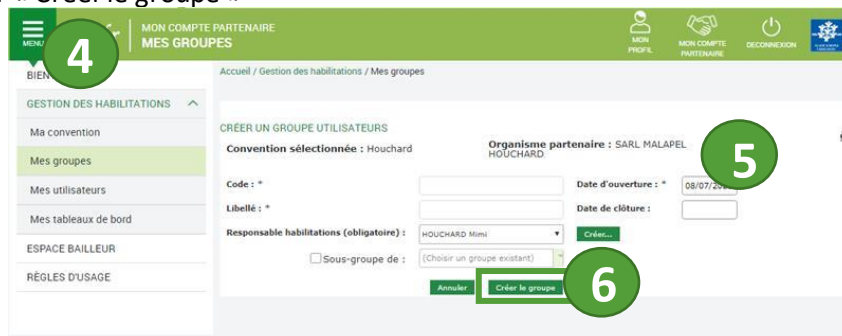 « Créer le groupe »
MENU
MON COMPTE PARTENAIRE
MES GROUPES
MON PROFIL
MON COMPTE PARTENAIRE
DECONNEXION
4
Accueil / Gestion des habilitations / Mes groupes
GESTION DES HABILITATIONS
Ma convention
Mes groupes
Mes utilisateurs
Mes tableaux de bord
ESPACE BAILLEUR
RÈGLES D'USAGE
CRÉER UN GROUPE UTILISATEURS
Convention sélectionnée : Houchard
Organisme partenaire : SARL MALAPEL HOUCHARD
5
Code : *
Date d'ouverture : *
08/07/20
Libellé : *
Date de clôture :
Responsable habilitations (obligatoire) :
HOUCHARD Mimi
Créer...
Sous-groupe de :
(Choisir un groupe existant)
Annuler
Créer le groupe
6